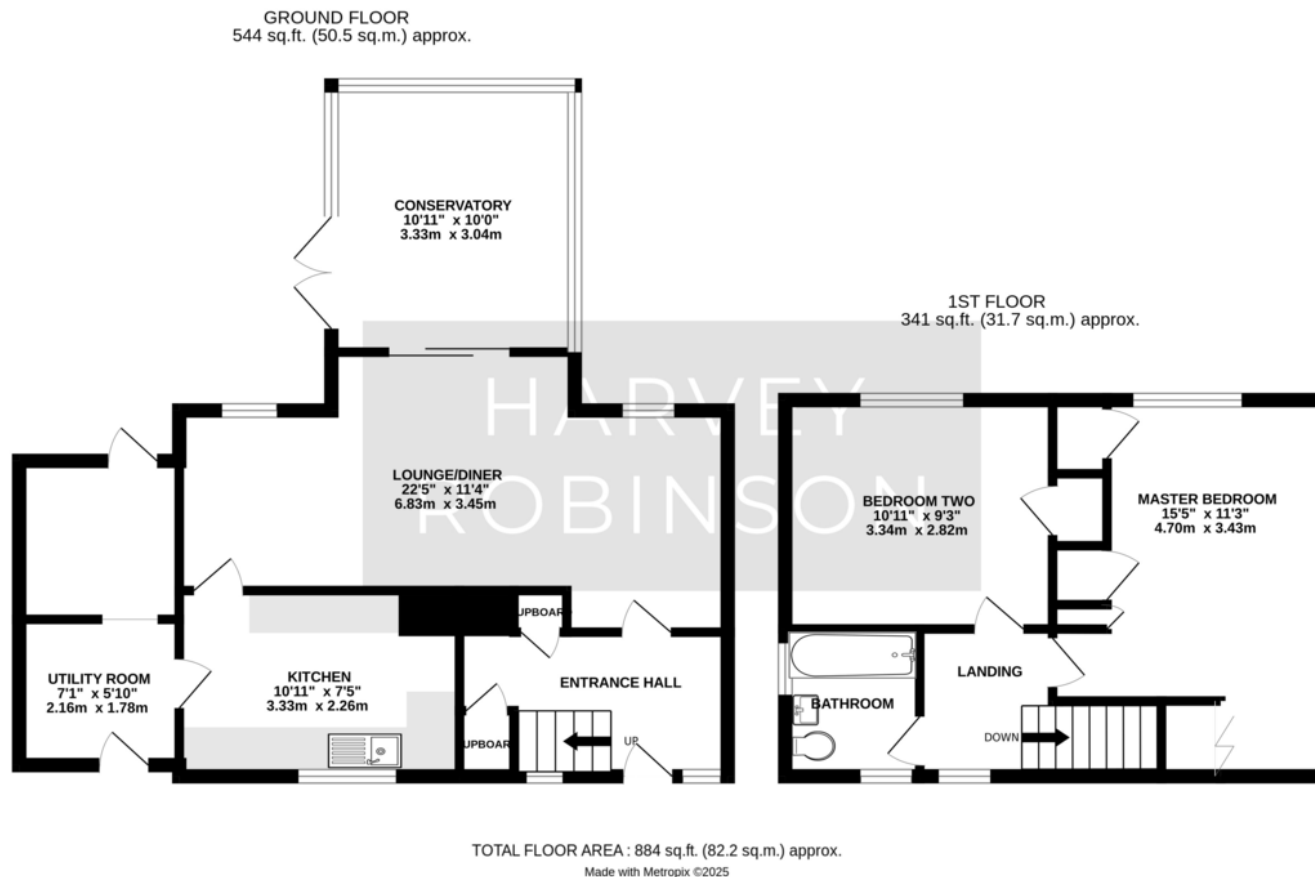 GROUND FLOOR
544 sq.ft. (50.5 sq.m.) approx.
CONSERVATORY
10'11" x 10'0"
3.33m x 3.04m
1ST FLOOR
341 sq.ft. (31.7 sq.m.) approx.
HARVEY
ROBINSON
LOUNGE/DINER
22'5" x 11'4"
6.83m x 3.45m
BEDROOM TWO
10'11" x 9'3"
3.34m x 2.82m
MASTER BEDROOM
15'5" x 11'3"
4.70m x 3.43m
UPBOARD
UTILITY ROOM
7'1" x 5'10"
2.16m x 1.78m
KITCHEN
10'11" x 7'5"
3.33m x 2.26m
ENTRANCE HALL
UPBOARD
UP
LANDING
BATHROOM
DOWN
TOTAL FLOOR AREA : 884 sq.ft. (82.2 sq.m.) approx.
Made with Metropix ©2025